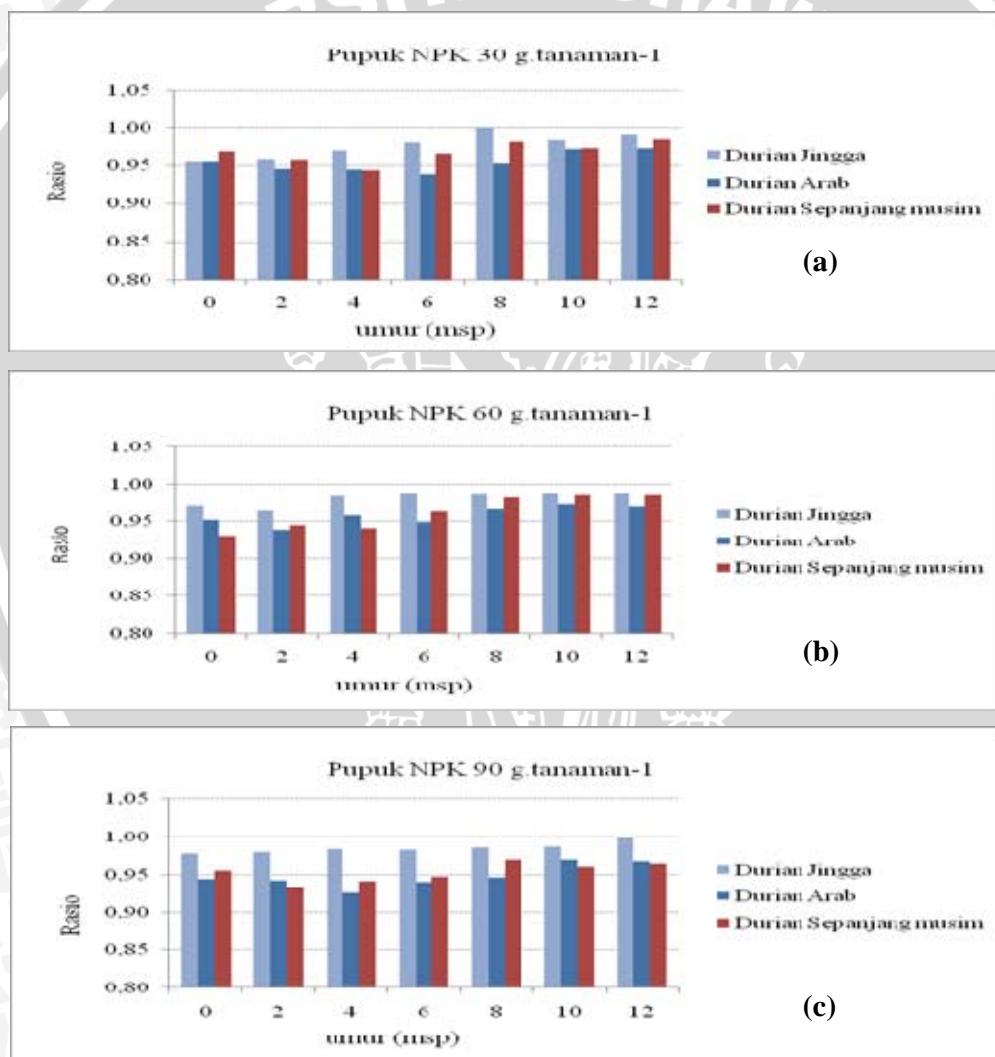 Pupuk NPK 30 g.tanaman-1
1,05
1,00
0,95
0,90
0,85
0,80
Rasio
0 2 4 6 8 10 12
umur (msp)
Durian Jingga
Durian Arab
Durian Sepanjang musim
(a)
Pupuk NPK 60 g.tanaman-1
1,05
1,00
0,95
0,90
0,85
0,80
Rasio
0 2 4 6 8 10 12
umur (msp)
Durian Jingga
Durian Arab
Durian Sepanjang musim
(b)
Pupuk NPK 90 g.tanaman-1
1,05
1,00
0,95
0,90
0,85
0,80
Rasio
0 2 4 6 8 10 12
umur (msp)
Durian Jingga
Durian Arab
Durian Sepanjang musim
(c)